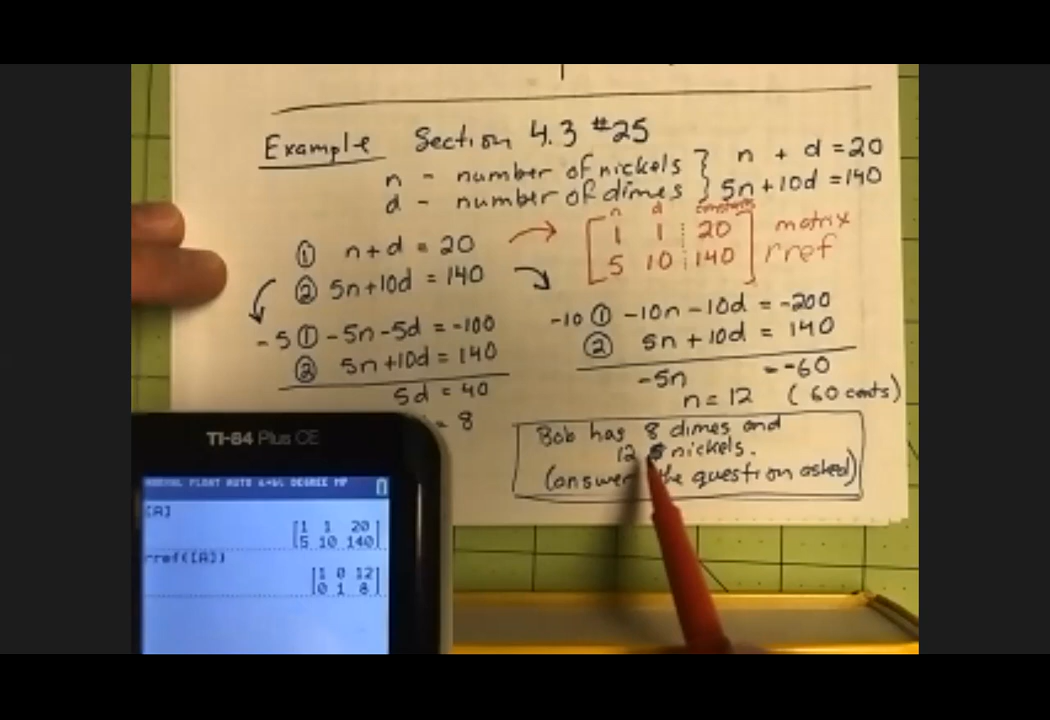 Example Section 4.3 #25
n - number of nickels } n + d = 20
d - number of dimes } 5n + 10d = 140
① n + d = 20
② 5n + 10d = 140
n d constants
[ 1 1 20 ] matrix
[ 5 10 140 ] rref
-5 ① -5n - 5d = -100
② 5n + 10d = 140
5d = 40
= 8
-10 ① -10n - 10d = -200
② 5n + 10d = 140
-5n = -60
n = 12 (60 cents)
Bob has 8 dimes and
12 nickels.
(answer the question asked)
TI-84 Plus CE
NORMAL FLOAT AUTO a+bi DEGREE MP
[A]
[1 1 20]
[5 10 140]
rref([A])
[1 0 12]
[0 1 8]